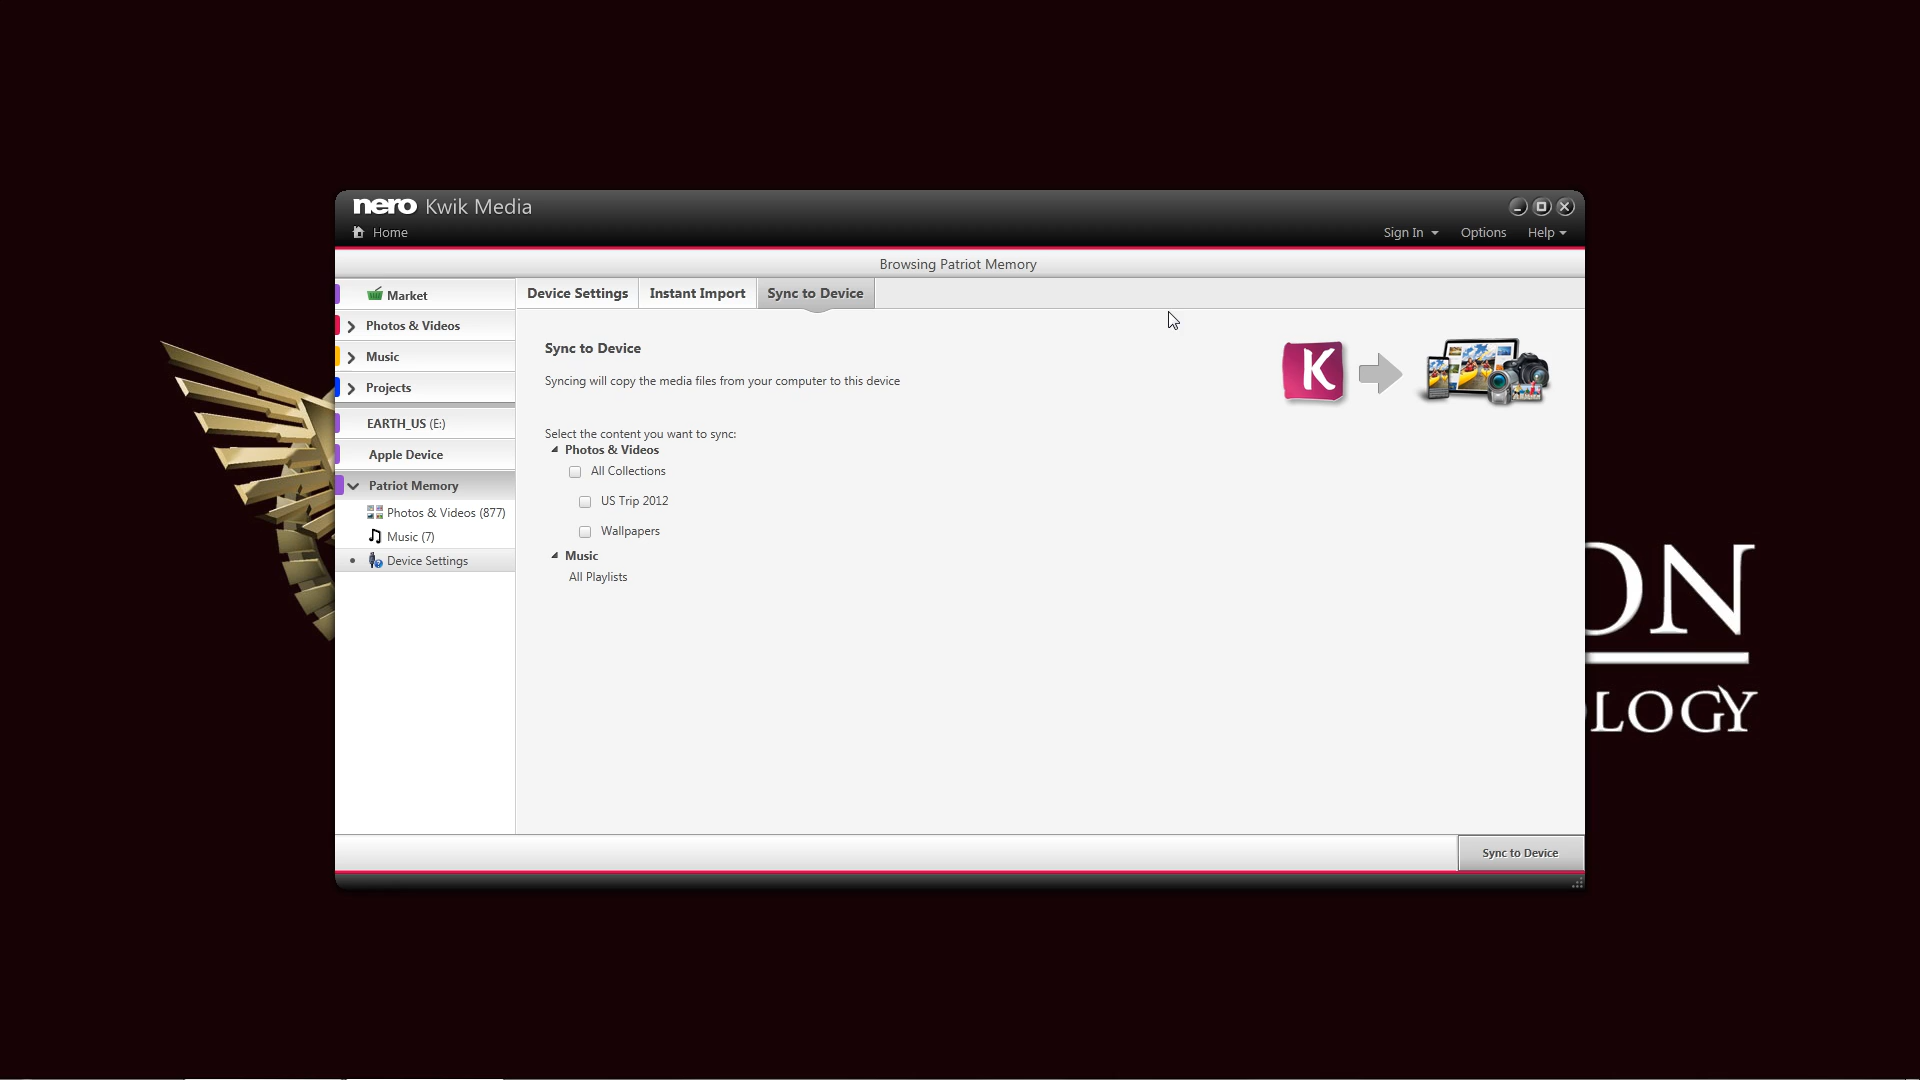 nero Kwik Media
Home
Sign In
Options
Help
Browsing Patriot Memory
Market
Photos & Videos
Music
Projects
EARTH_US (E:)
Apple Device
Patriot Memory
Photos & Videos (877)
Music (7)
Device Settings
Device Settings
Instant Import
Sync to Device
Sync to Device
Syncing will copy the media files from your computer to this device
K
Select the content you want to sync:
Photos & Videos
All Collections
US Trip 2012
Wallpapers
Music
All Playlists
Sync to Device
ON
LOGY